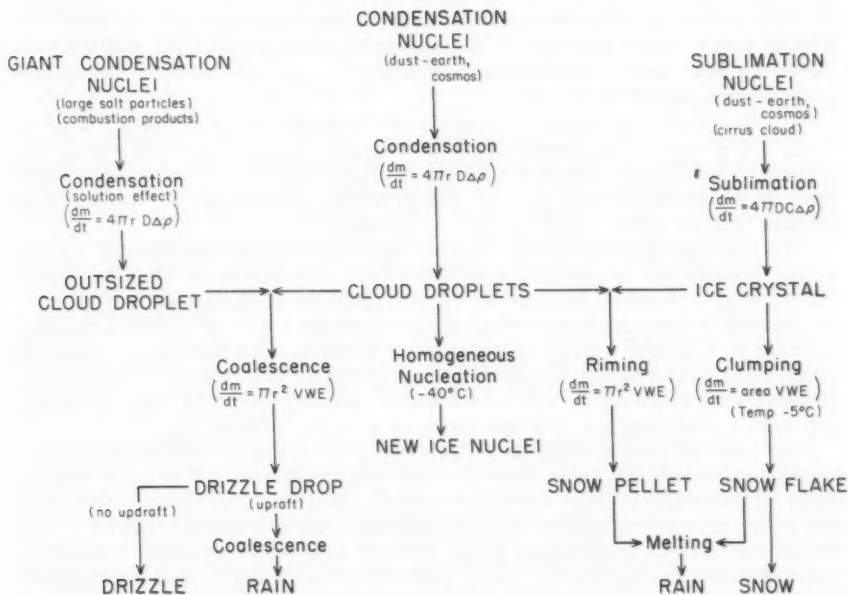 GIANT CONDENSATION
NUCLEI
(large salt particles)
(combustion products)
Condensation
(solution effect)
(dm/dt = 4πr DΔρ)
OUTSIZED
CLOUD DROPLET
CONDENSATION
NUCLEI
(dust-earth,
cosmos)
Condensation
(dm/dt = 4πr DΔρ)
CLOUD DROPLETS
SUBLIMATION
NUCLEI
(dust-earth,
cosmos)
(cirrus cloud)
Sublimation
(dm/dt = 4πDCΔρ)
ICE CRYSTAL
Coalescence
(dm/dt = πr² VWE)
Homogeneous
Nucleation
(-40°C)
NEW ICE NUCLEI
Riming
(dm/dt = πr² VWE)
Clumping
(dm/dt = area VWE)
(Temp -5°C)
DRIZZLE DROP
(no updraft)
(upraft)
Coalescence
DRIZZLE
RAIN
SNOW PELLET
SNOW FLAKE
Melting
RAIN
SNOW